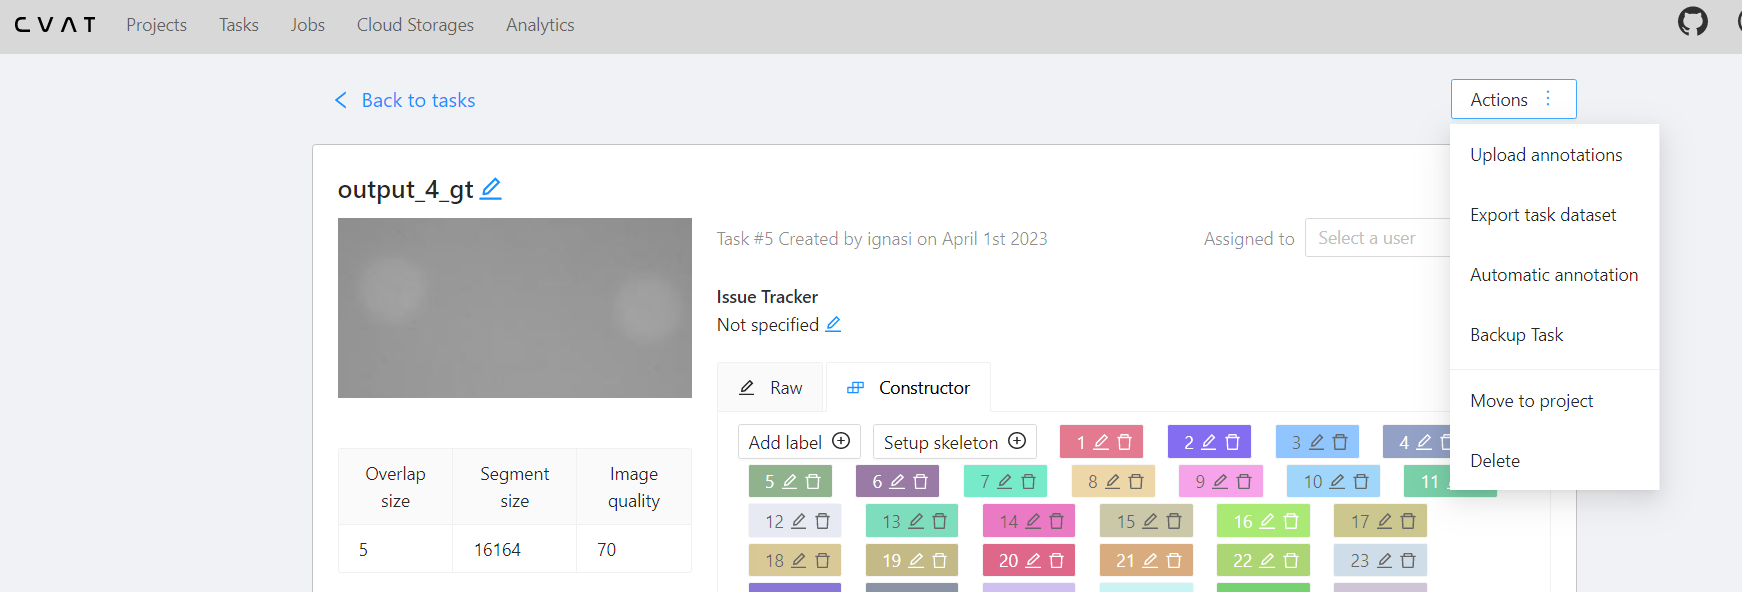 CVAT Projects Tasks Jobs Cloud Storages Analytics
Back to tasks
Actions
Upload annotations
Export task dataset
Automatic annotation
Backup Task
Move to project
Delete
output_4_gt
Task #5 Created by ignasi on April 1st 2023
Assigned to Select a user
Issue Tracker
Not specified
Raw Constructor
Add label Setup skeleton 1 2 3 4
5 6 7 8 9 10 11
12 13 14 15 16 17
18 19 20 21 22 23
Overlap size Segment size Image quality
5 16164 70